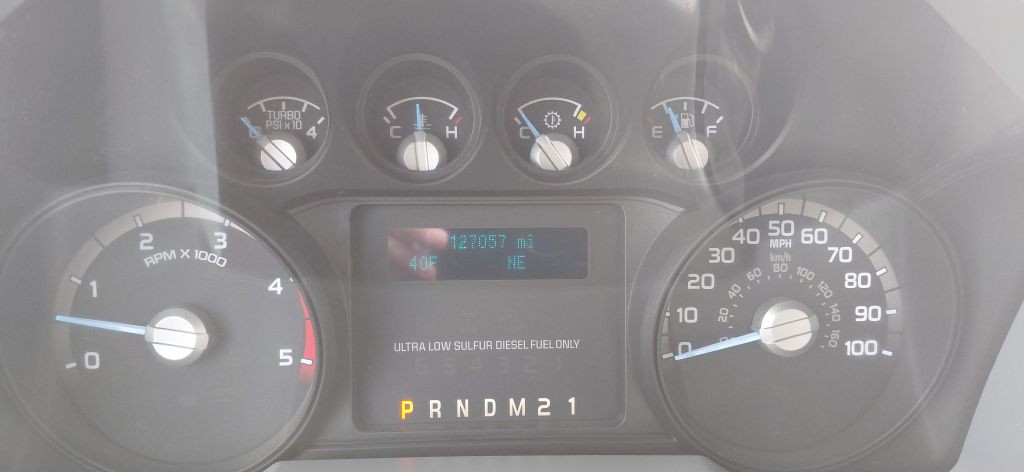 TURBO
PSI x 10
4
C H
C H
E F
0 1 2 3 4 5
RPM X 1000
127057 mi
40F NE
ULTRA LOW SULFUR DIESEL FUEL ONLY
6 5 4 3 2 1
P R N D M 2 1
0 10 20 30 40 50 60 70 80 90 100
MPH
km/h
20 40 60 80 100 120 140 160